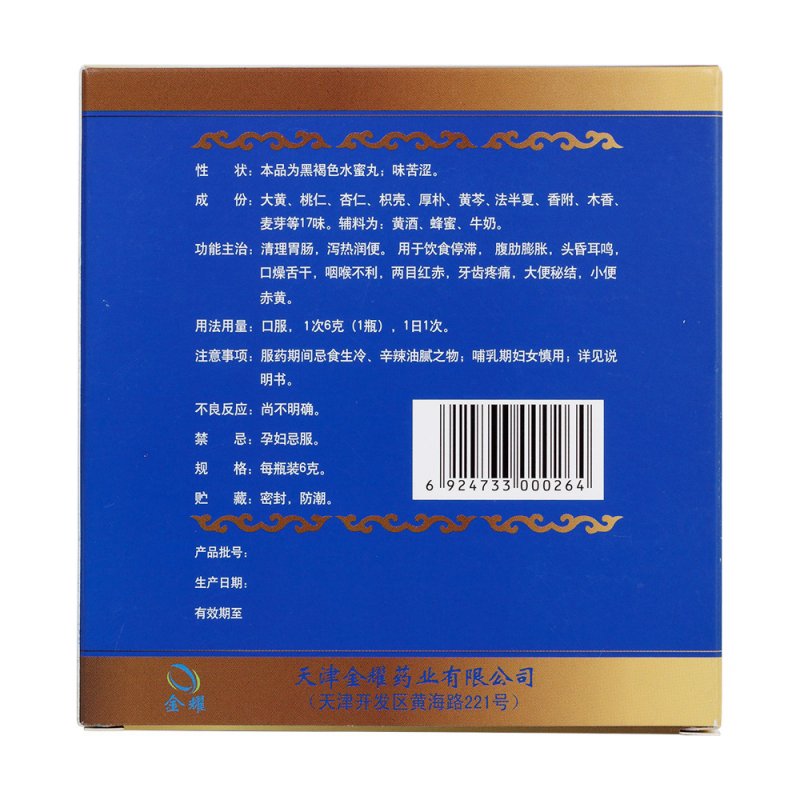 性　状：本品为黑褐色水蜜丸；味苦涩。
成　份：大黄、桃仁、杏仁、枳壳、厚朴、黄芩、法半夏、香附、木香、
麦芽等17味。辅料为：黄酒、蜂蜜、牛奶。
功能主治：清理胃肠，泻热润便。用于饮食停滞，腹肋膨胀，头昏耳鸣，
口燥舌干，咽喉不利，两目红赤，牙齿疼痛，大便秘结，小便
赤黄。
用法用量：口服，1次6克（1瓶），1日1次。
注意事项：服药期间忌食生冷、辛辣油腻之物；哺乳期妇女慎用；详见说
明书。
不良反应：尚不明确。
禁　忌：孕妇忌服。
规　格：每瓶装6克。
贮　藏：密封，防潮。
6 924733 000264
产品批号：
生产日期：
有效期至
金耀
天津金耀药业有限公司
（天津开发区黄海路221号）